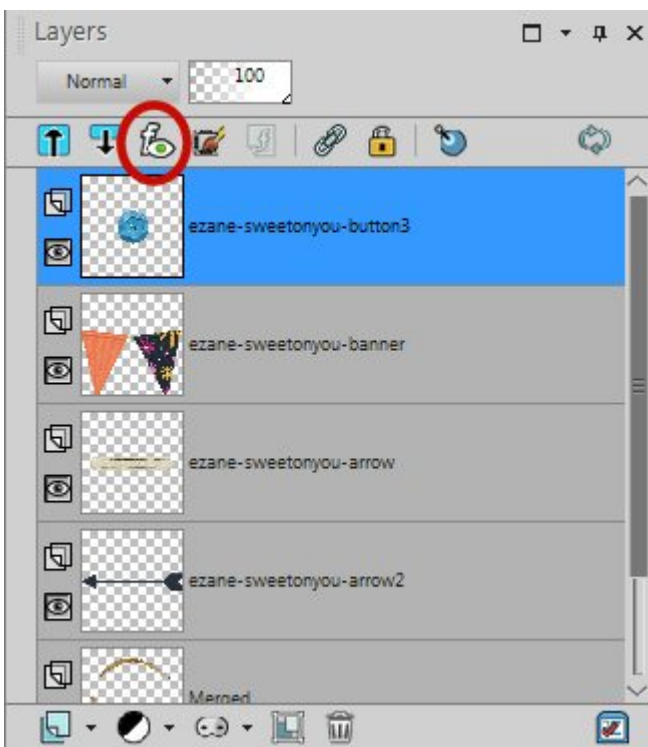 Layers
Normal
100
ezane-sweetonyou-button3
ezane-sweetonyou-banner
ezane-sweetonyou-arrow
ezane-sweetonyou-arrow2
Merged